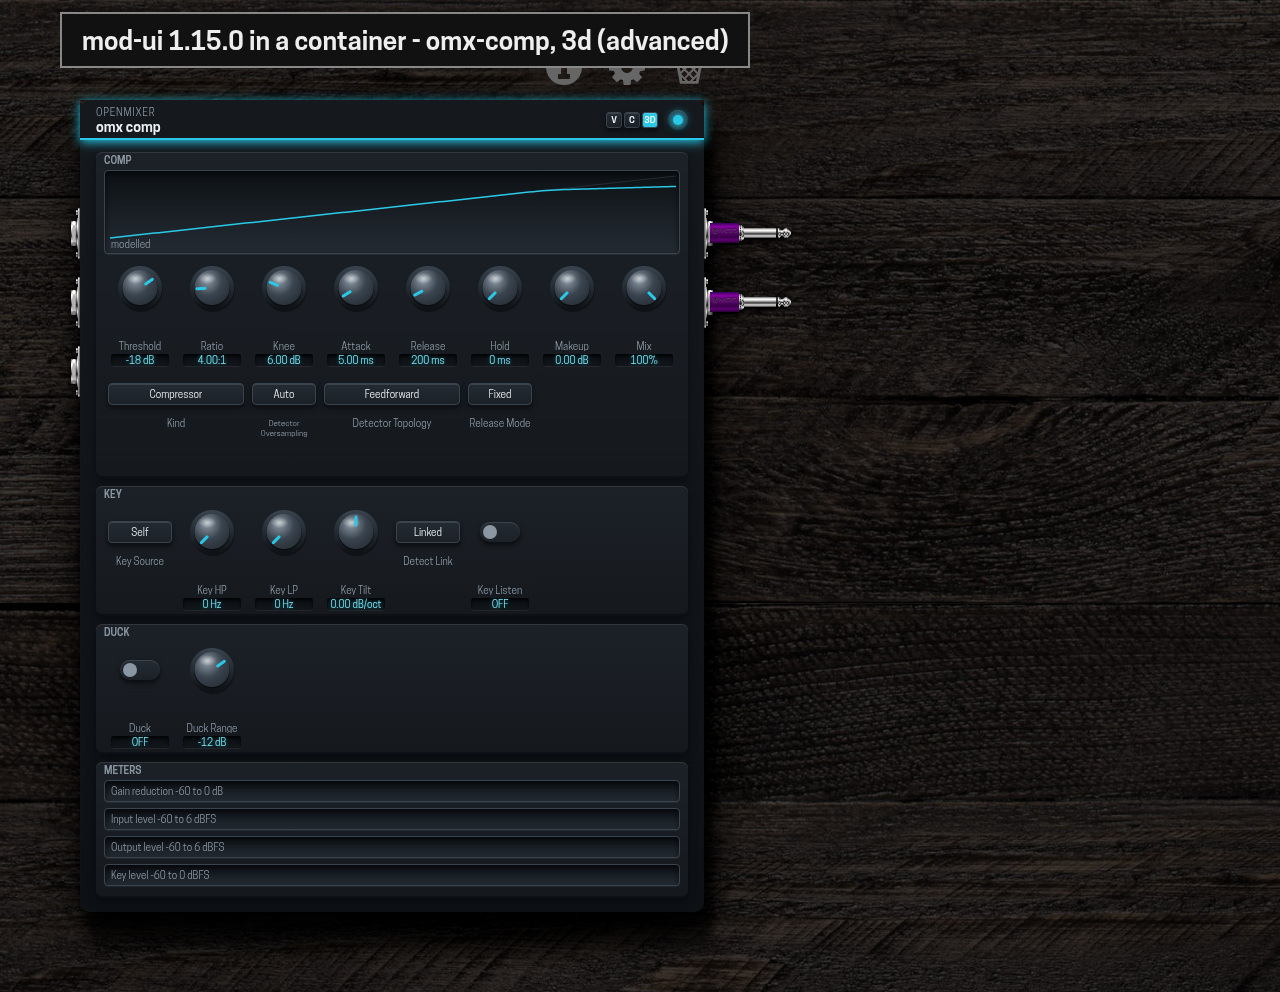 mod-ui 1.15.0 in a container - omx-comp, 3d (advanced)
OPENMIXER
omx comp
V C 3D
COMP
modelled
Threshold Ratio Knee Attack Release Hold Makeup Mix
-18 dB 4.00:1 6.00 dB 5.00 ms 200 ms 0 ms 0.00 dB 100%
Compressor Auto Feedforward Fixed
Kind Detector Oversampling Detector Topology Release Mode
KEY
Self Linked
Key Source Detect Link
Key HP Key LP Key Tilt Key Listen
0 Hz 0 Hz 0.00 dB/oct OFF
DUCK
Duck Duck Range
OFF -12 dB
METERS
Gain reduction -60 to 0 dB
Input level -60 to 6 dBFS
Output level -60 to 6 dBFS
Key level -60 to 0 dBFS